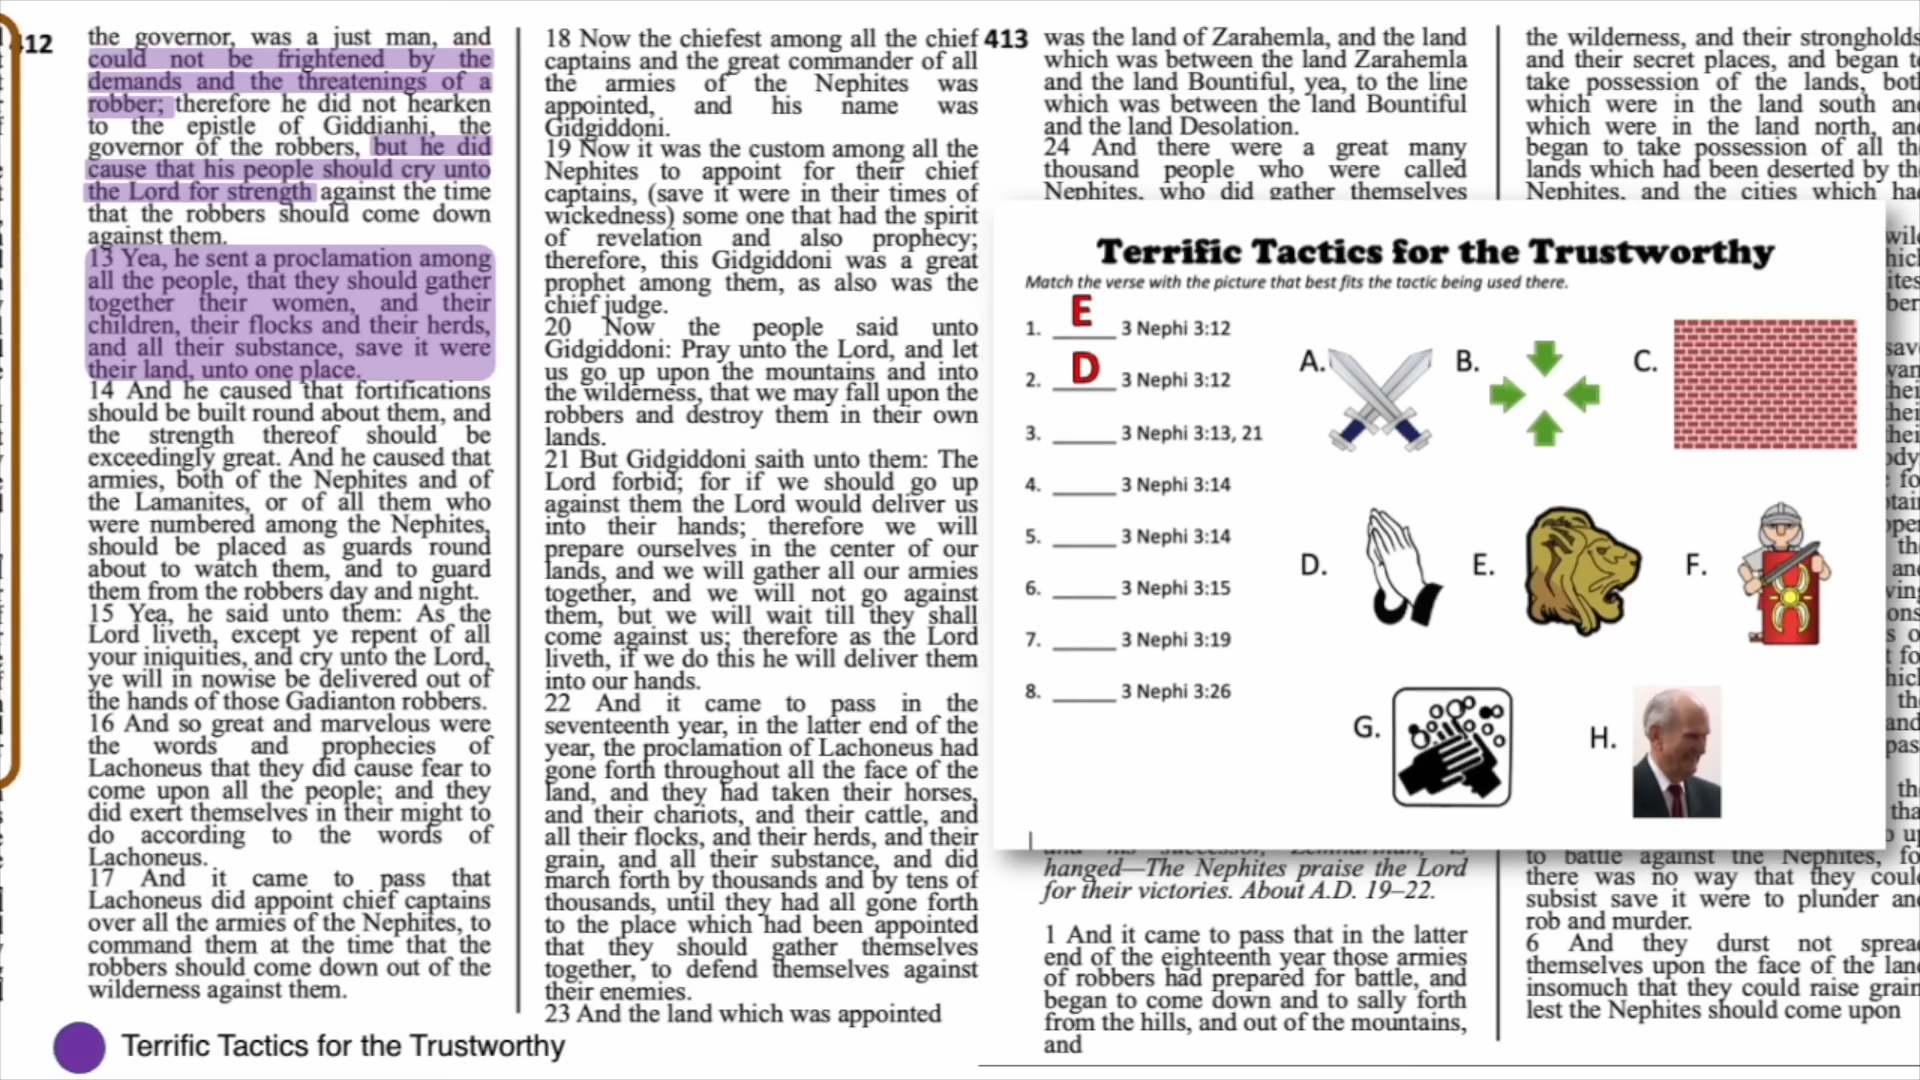 412
the governor, was a just man, and
could not be frightened by the
demands and the threatenings of a
robber; therefore he did not hearken
to the epistle of Giddianhi, the
governor of the robbers, but he did
cause that his people should cry unto
the Lord for strength against the time
that the robbers should come down
against them.
13 Yea, he sent a proclamation among
all the people, that they should gather
together their women, and their
children, their flocks and their herds,
and all their substance, save it were
their land, unto one place.
14 And he caused that fortifications
should be built round about them, and
the strength thereof should be
exceedingly great. And he caused that
armies, both of the Nephites and of
the Lamanites, or of all them who
were numbered among the Nephites,
should be placed as guards round
about to watch them, and to guard
them from the robbers day and night.
15 Yea, he said unto them: As the
Lord liveth, except ye repent of all
your iniquities, and cry unto the Lord,
ye will in nowise be delivered out of
the hands of those Gadianton robbers.
16 And so great and marvelous were
the words and prophecies of
Lachoneus that they did cause fear to
come upon all the people; and they
did exert themselves in their might to
do according to the words of
Lachoneus.
17 And it came to pass that
Lachoneus did appoint chief captains
over all the armies of the Nephites, to
command them at the time that the
robbers should come down out of the
wilderness against them.
Terrific Tactics for the Trustworthy
18 Now the chiefest among all the chief
captains and the great commander of all
the armies of the Nephites was
appointed, and his name was
Gidgiddoni.
19 Now it was the custom among all the
Nephites to appoint for their chief
captains, (save it were in their times of
wickedness) some one that had the spirit
of revelation and also prophecy;
therefore, this Gidgiddoni was a great
prophet among them, as also was the
chief judge.
20 Now the people said unto
Gidgiddoni: Pray unto the Lord, and let
us go up upon the mountains and into
the wilderness, that we may fall upon the
robbers and destroy them in their own
lands.
21 But Gidgiddoni saith unto them: The
Lord forbid; for if we should go up
against them the Lord would deliver us
into their hands; therefore we will
prepare ourselves in the center of our
lands, and we will gather all our armies
together, and we will not go against
them, but we will wait till they shall
come against us; therefore as the Lord
liveth, if we do this he will deliver them
into our hands.
22 And it came to pass in the
seventeenth year, in the latter end of the
year, the proclamation of Lachoneus had
gone forth throughout all the face of the
land, and they had taken their horses,
and their chariots, and their cattle, and
all their flocks, and their herds, and their
grain, and all their substance, and did
march forth by thousands and by tens of
thousands, until they had all gone forth
to the place which had been appointed
that they should gather themselves
together, to defend themselves against
their enemies.
23 And the land which was appointed
413
was the land of Zarahemla, and the land
which was between the land Zarahemla
and the land Bountiful, yea, to the line
which was between the land Bountiful
and the land Desolation.
24 And there were a great many
thousand people who were called
Nephites, who did gather themselves
the wilderness, and their strongholds,
and their secret places, and began to
take possession of the lands, both
which were in the land south and
which were in the land north, and
began to take possession of all the
lands which had been deserted by the
Nephites, and the cities which had
Terrific Tactics for the Trustworthy
Match the verse with the picture that best fits the tactic being used there.
1. E 3 Nephi 3:12
2. D 3 Nephi 3:12
3. 3 Nephi 3:13, 21
4. 3 Nephi 3:14
5. 3 Nephi 3:14
6. 3 Nephi 3:15
7. 3 Nephi 3:19
8. 3 Nephi 3:26
A. B. C.
D. E. F.
G. H.
hanged—The Nephites praise the Lord
for their victories. About A.D. 19–22.
1 And it came to pass that in the latter
end of the eighteenth year those armies
of robbers had prepared for battle, and
began to come down and to sally forth
from the hills, and out of the mountains,
and
to battle against the Nephites, for
there was no way that they could
subsist save it were to plunder and
rob and murder.
6 And they durst not spread
themselves upon the face of the land
insomuch that they could raise grain,
lest the Nephites should come upon